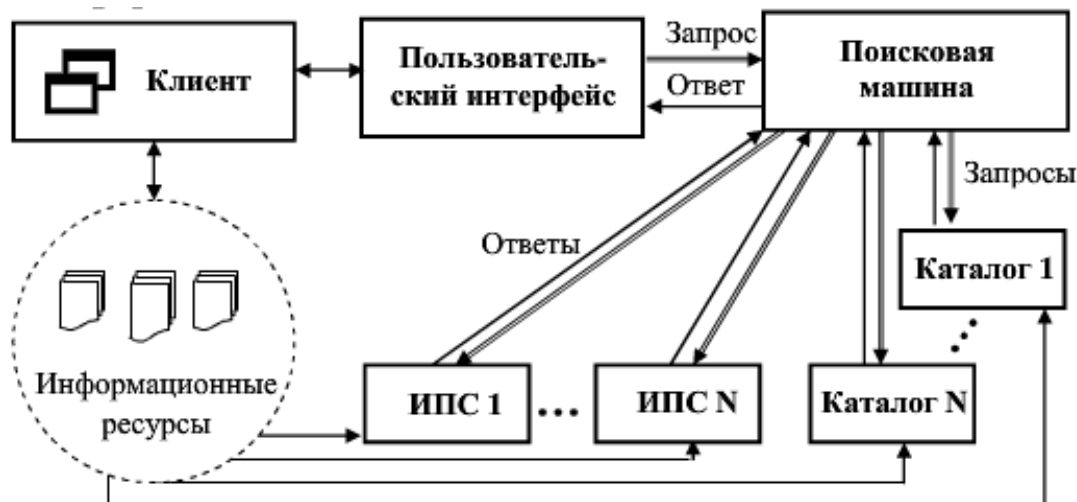 Клиент
Пользователь-
ский интерфейс
Запрос
Ответ
Поисковая
машина
Запросы
Ответы
Каталог 1
Информационные
ресурсы
ИПС 1
...
ИПС N
Каталог N